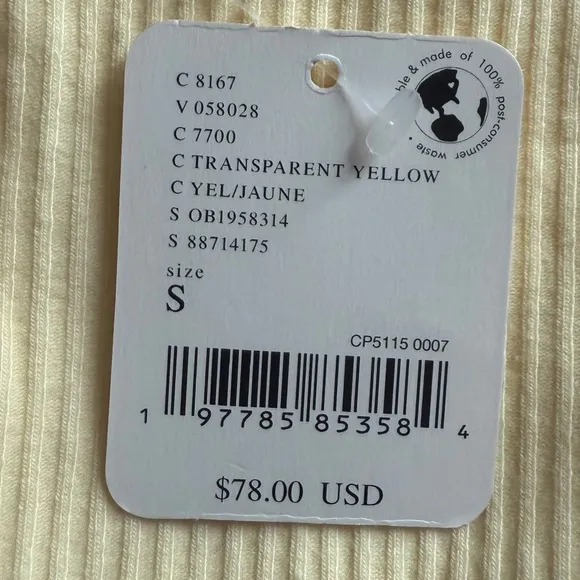 C 8167
V 058028
C 7700
C TRANSPARENT YELLOW
C YEL/JAUNE
S OB1958314
S 88714175
size
S
& made of 100% post-consumer waste •
CP5115 0007
1 97785 85358 4
$78.00 USD